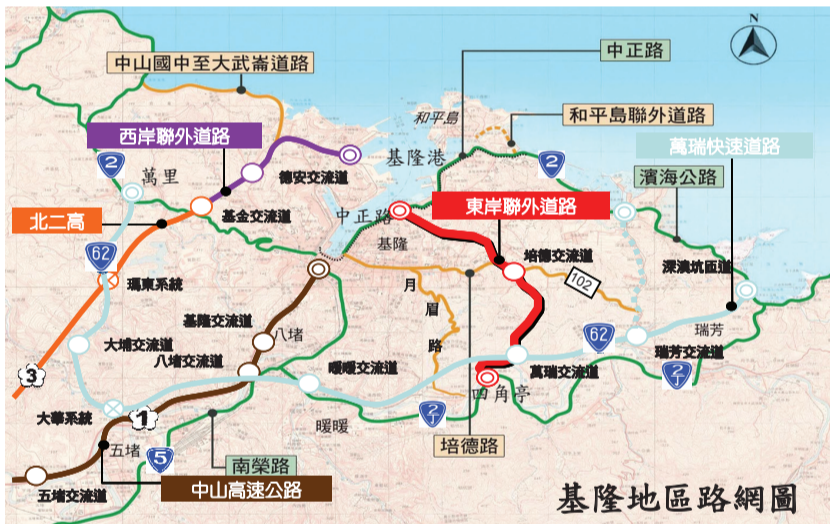 N
中正路
中山國中至大武崙道路
和平島
和平島聯外道路
西岸聯外道路
2
萬里
德安交流道
基隆港
2
萬瑞快速道路
濱海公路
北二高
基金交流道
中正路
東岸聯外道路
62
基隆
培德交流道
深澳坑匝道
瑪東系統
月眉路
102
基隆交流道
八堵
大埔交流道
八堵交流道
62
瑞芳
瑞芳交流道
3
暖暖交流道
萬瑞交流道
2丁
大華系統
1
四角亭
2丁
五堵
暖暖
培德路
5
南榮路
中山高速公路
五堵交流道
基隆地區路網圖